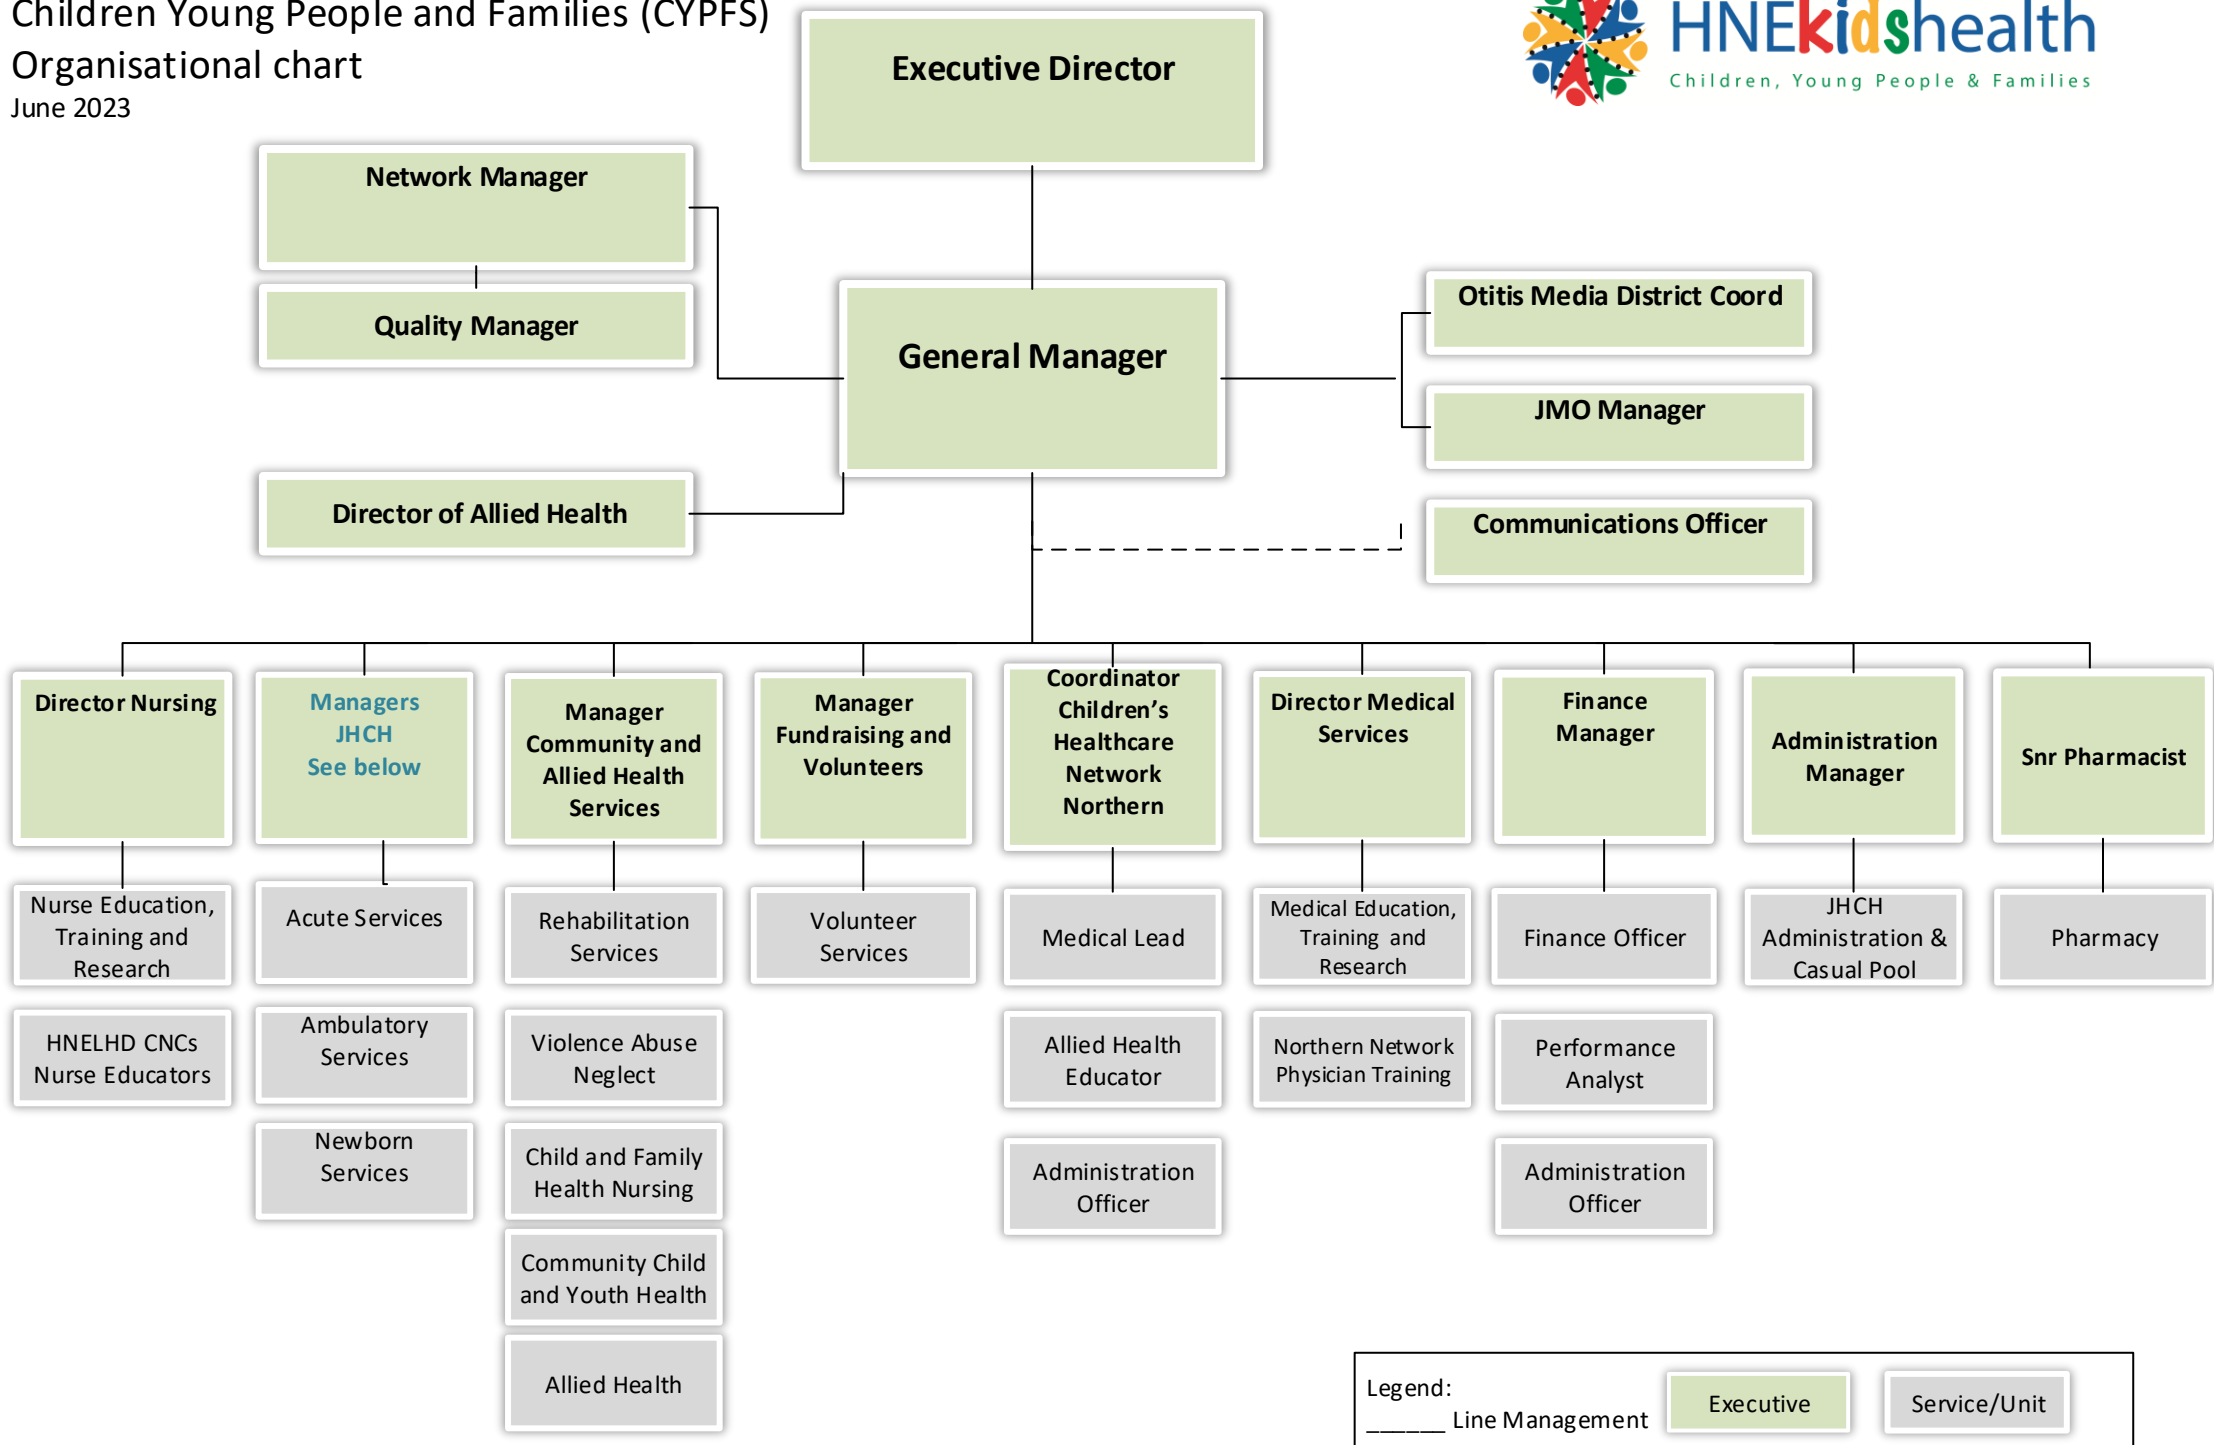 Children Young People and Families (CYPFS)
Organisational chart
June 2023
HNEkidshealth
Children, Young People & Families
Executive Director
Network Manager
Quality Manager
General Manager
Otitis Media District Coord
JMO Manager
Director of Allied Health
Communications Officer
Director Nursing
Managers
JHCH
See below
Manager
Community and
Allied Health
Services
Manager
Fundraising and
Volunteers
Coordinator
Children's
Healthcare
Network
Northern
Director Medical
Services
Finance
Manager
Administration
Manager
Snr Pharmacist
Nurse Education,
Training and
Research
Acute Services
Rehabilitation
Services
Volunteer
Services
Medical Lead
Medical Education,
Training and
Research
Finance Officer
JHCH
Administration &
Casual Pool
Pharmacy
HNELHD CNCs
Nurse Educators
Ambulatory
Services
Violence Abuse
Neglect
Allied Health
Educator
Northern Network
Physician Training
Performance
Analyst
Newborn
Services
Child and Family
Health Nursing
Administration
Officer
Administration
Officer
Community Child
and Youth Health
Allied Health
Legend:
______ Line Management
Executive
Service/Unit